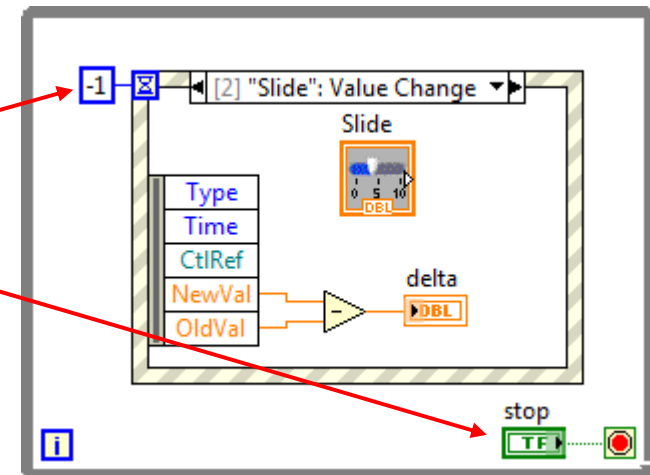 -1
[2] "Slide": Value Change
Slide
0 5 10
DBL
Type
Time
CtlRef
NewVal
OldVal
-
delta
DBL
stop
TF
i